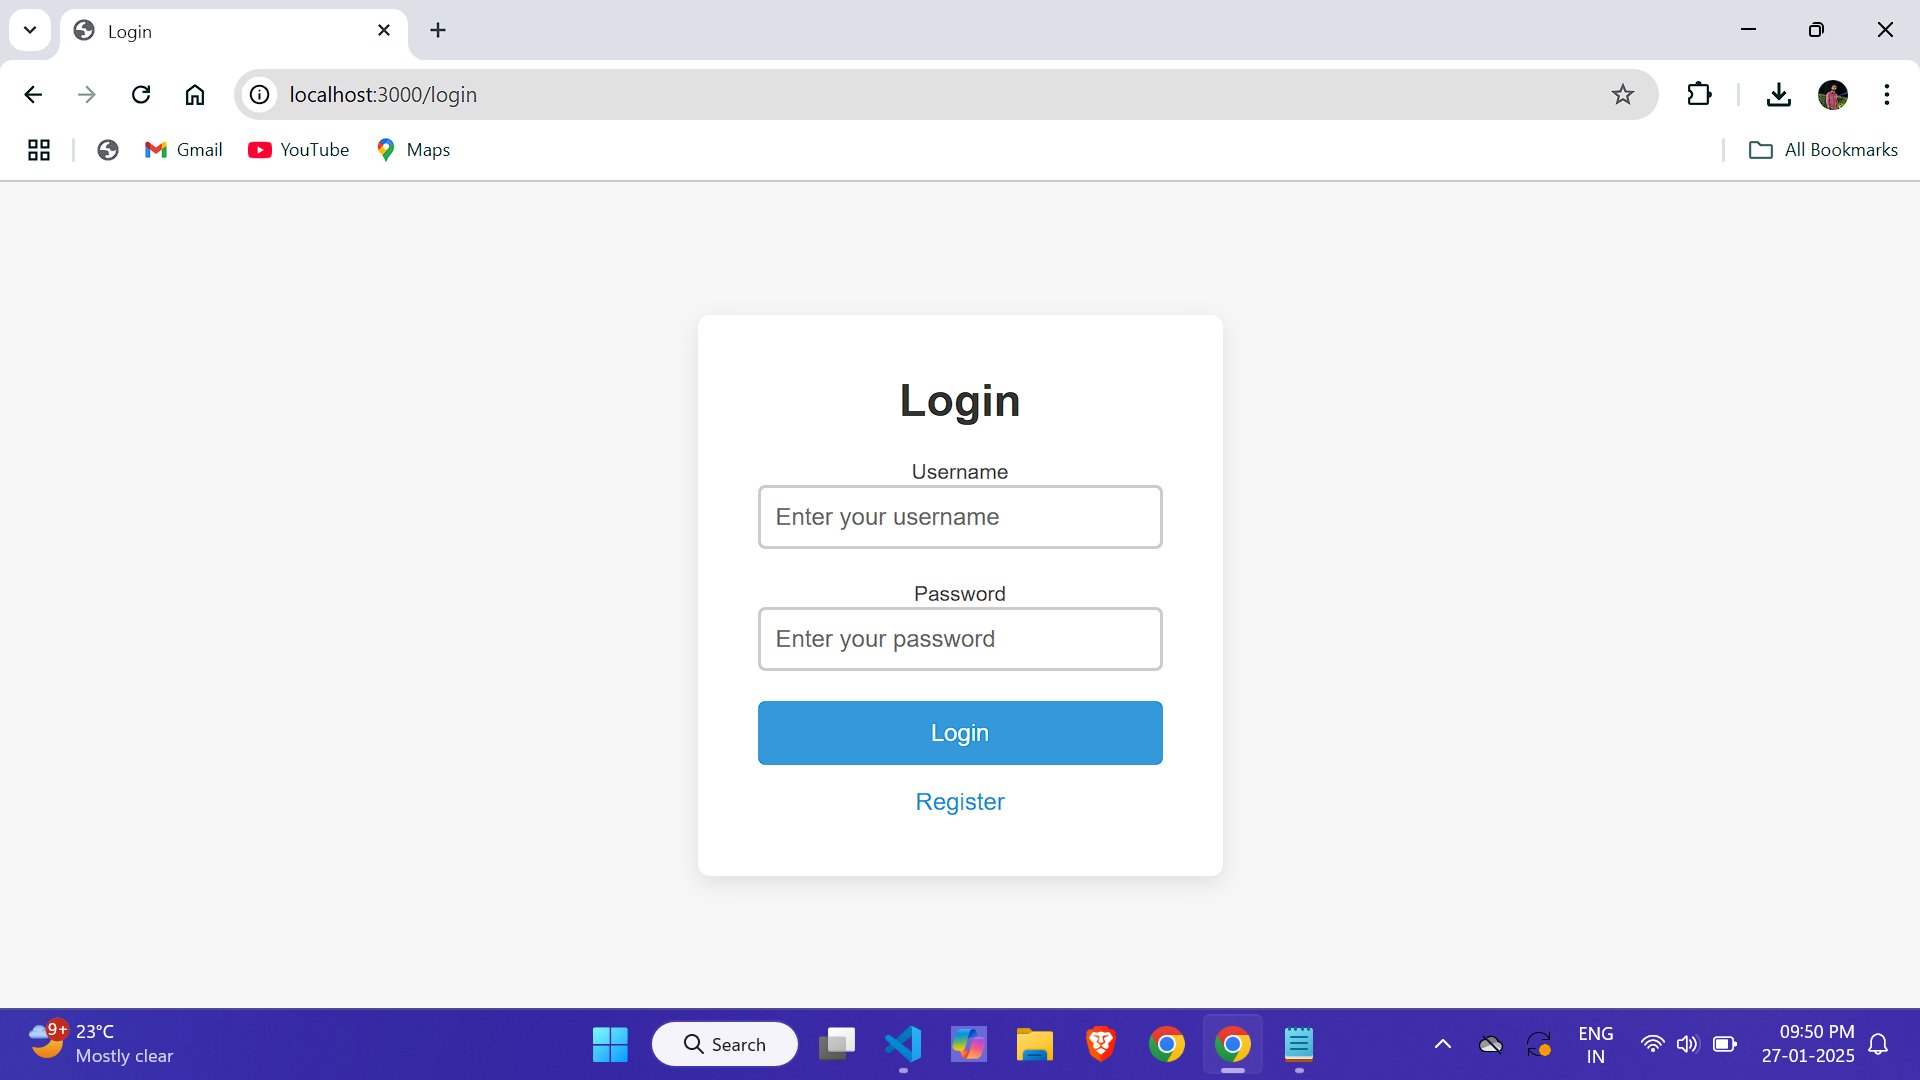 Login
localhost:3000/login
Gmail
YouTube
Maps
All Bookmarks
Login
Username
Enter your username
Password
Enter your password
Login
Register
9+
23°C
Mostly clear
Search
ENG
IN
09:50 PM
27-01-2025